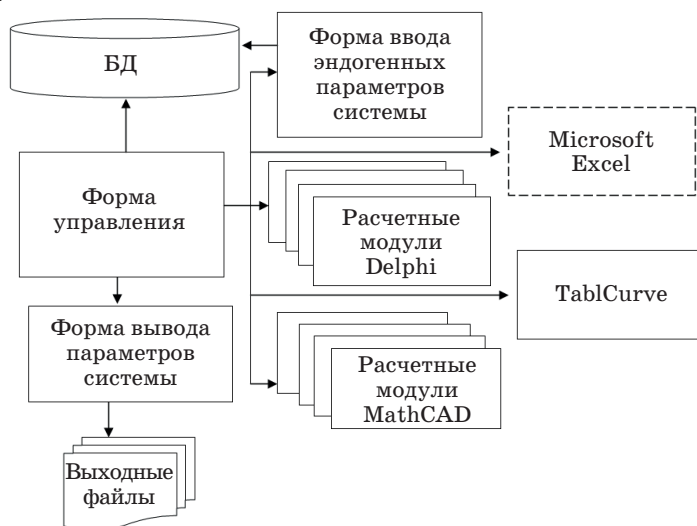 БД
Форма ввода
эндогенных
параметров
системы
Microsoft
Excel
Форма
управления
Расчетные
модули
Delphi
TablCurve
Форма вывода
параметров
системы
Расчетные
модули
MathCAD
Выходные
файлы